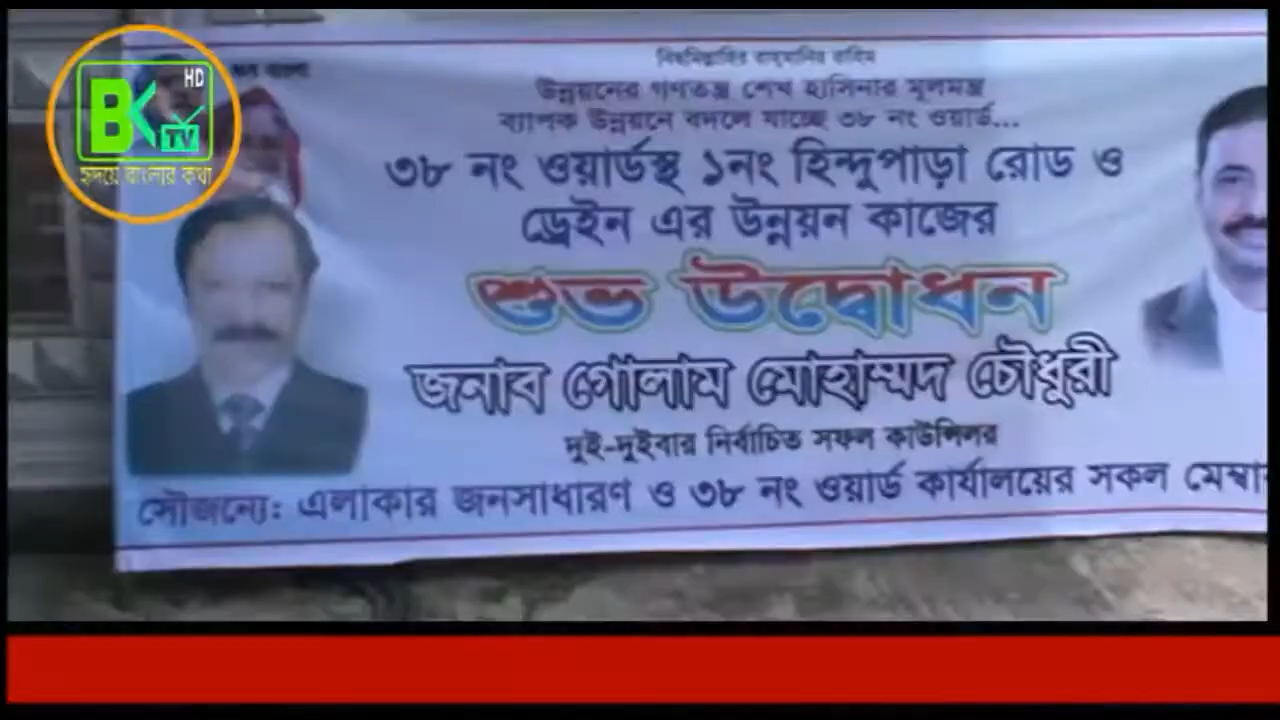 HD
BK
TV
হৃদয়ে বাংলার কথা
বাংলা
বিছমিল্লাহির রাহ্‌মানির রাহিম
উন্নয়নের গণতন্ত্র শেখ হাসিনার মূলমন্ত্র
ব্যাপক উন্নয়নে বদলে যাচ্ছে ৩৮ নং ওয়ার্ড...
৩৮ নং ওয়ার্ডস্থ ১নং হিন্দুপাড়া রোড ও
ড্রেইন এর উন্নয়ন কাজের
শুভ উদ্বোধন
জনাব গোলাম মোহাম্মদ চৌধুরী
দুই-দুইবার নির্বাচিত সফল কাউন্সিলর
সৌজন্যে: এলাকার জনসাধারণ ও ৩৮ নং ওয়ার্ড কার্যালয়ের সকল